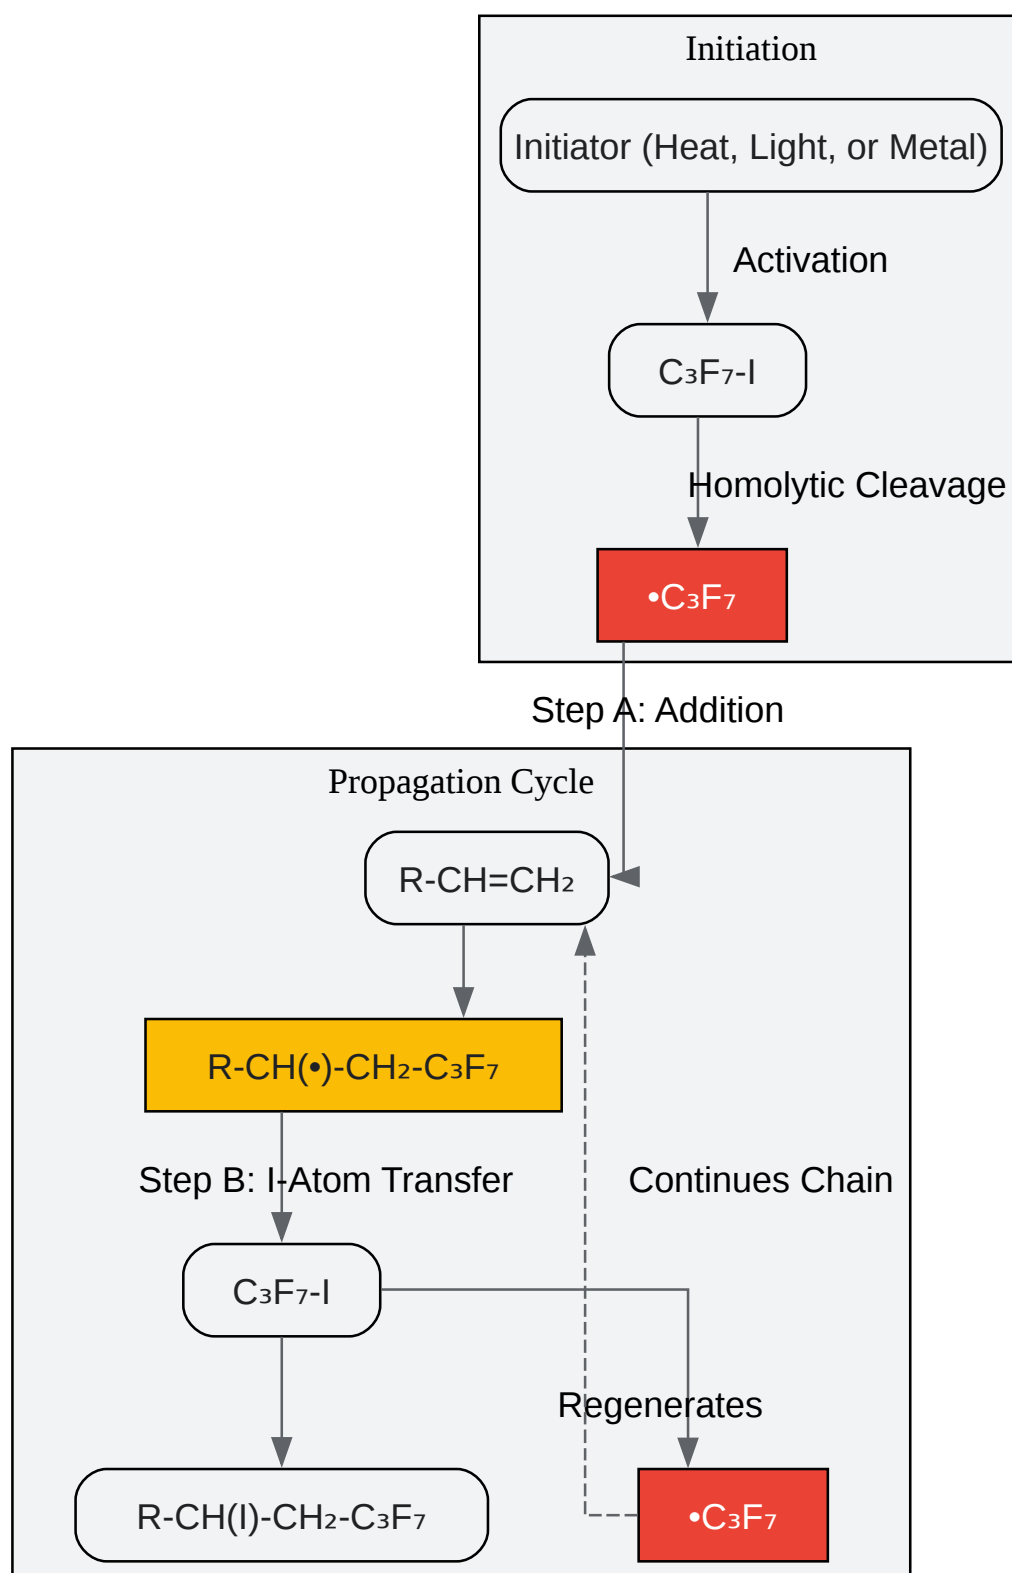 Initiation
Initiator (Heat, Light, or Metal)
Activation
C₃F₇-I
Homolytic Cleavage
•C₃F₇
Step A: Addition
Propagation Cycle
R-CH=CH₂
R-CH(•)-CH₂-C₃F₇
Step B: I-Atom Transfer
Continues Chain
C₃F₇-I
Regenerates
R-CH(I)-CH₂-C₃F₇
•C₃F₇